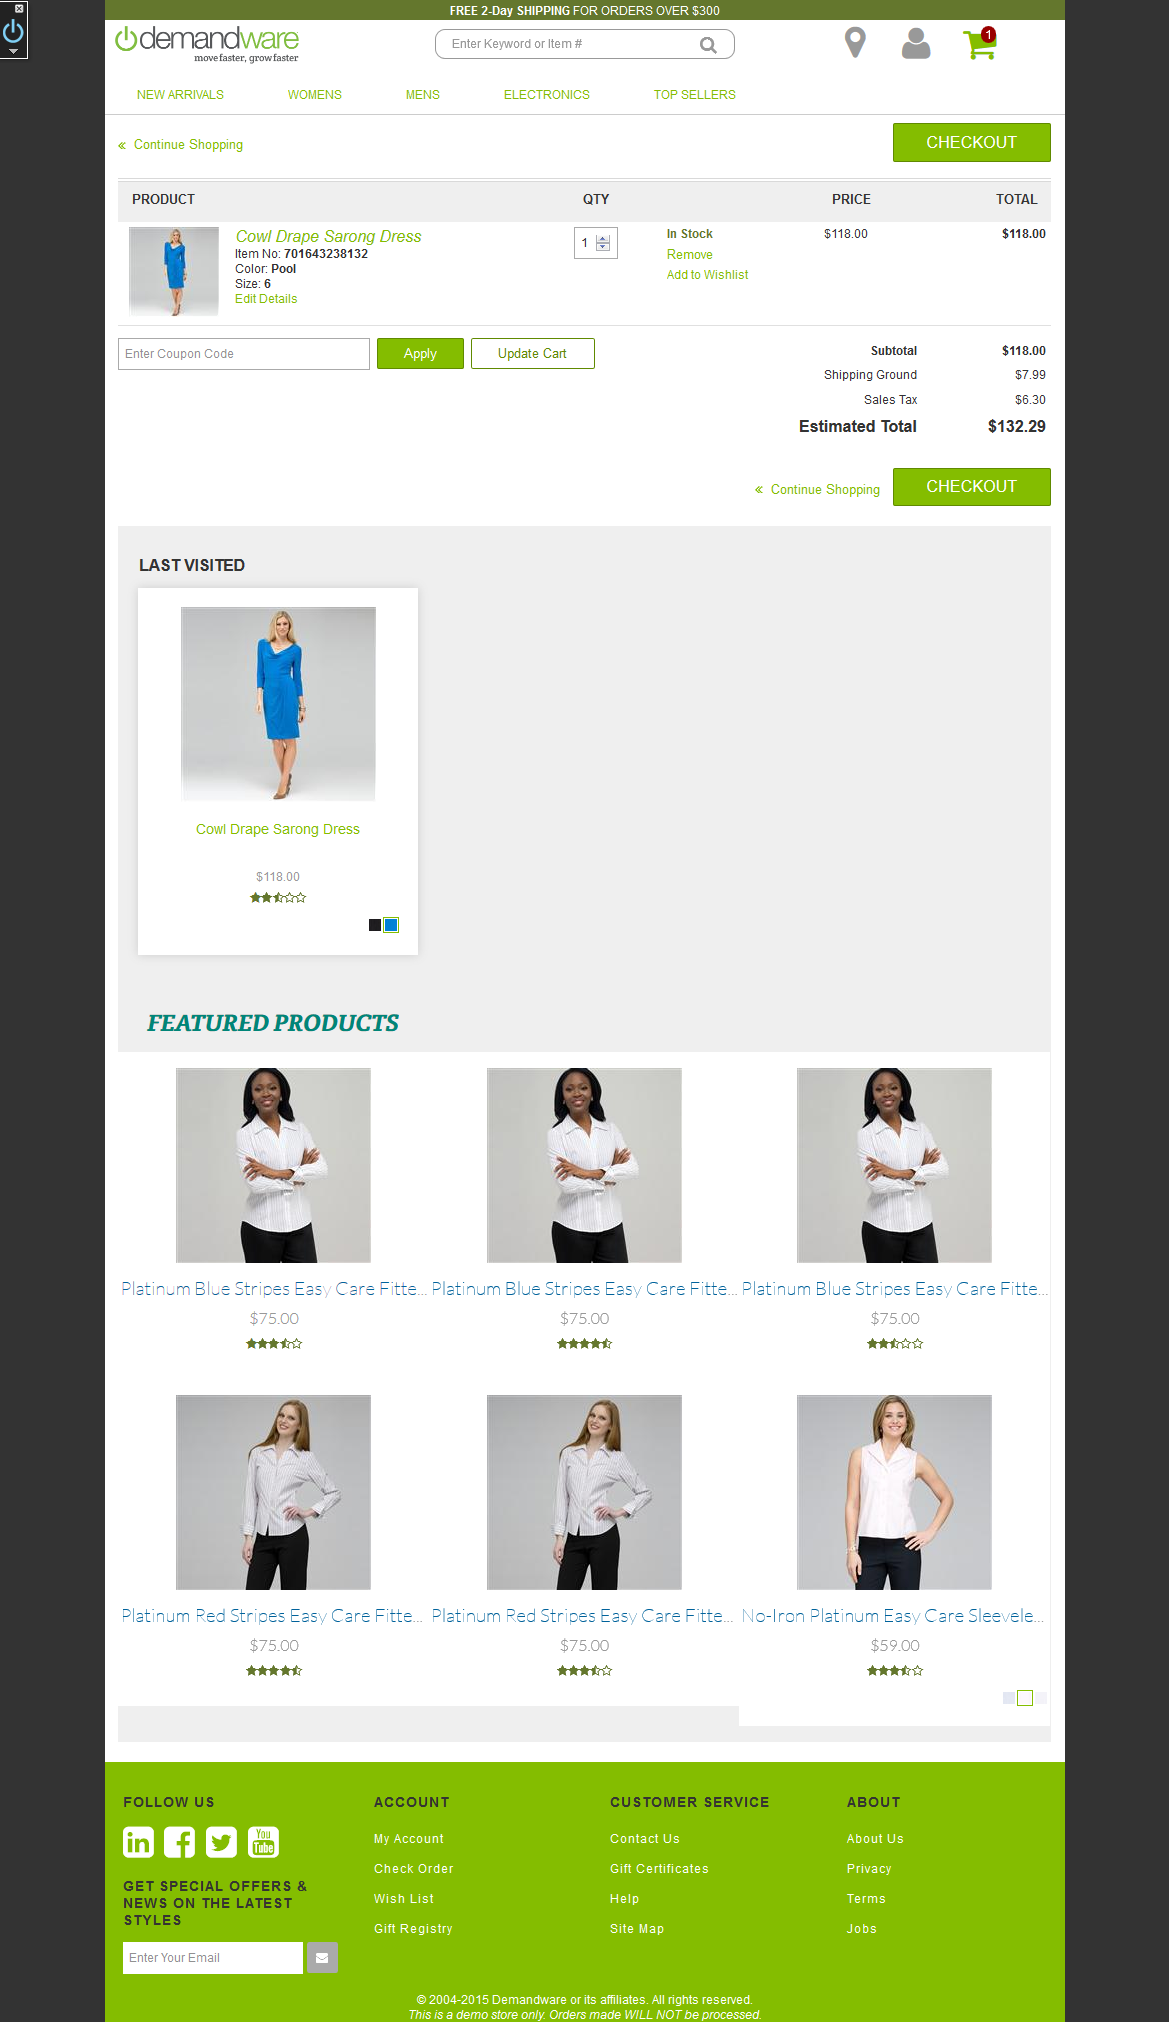 FREE 2-Day SHIPPING FOR ORDERS OVER $300
demandware
move faster, grow faster
Enter Keyword or Item #
1
NEW ARRIVALS WOMENS MENS ELECTRONICS TOP SELLERS
« Continue Shopping CHECKOUT
PRODUCT QTY PRICE TOTAL
Cowl Drape Sarong Dress
Item No: 701643238132
Color: Pool
Size: 6
Edit Details
1
In Stock $118.00 $118.00
Remove
Add to Wishlist
Enter Coupon Code Apply Update Cart
Subtotal $118.00
Shipping Ground $7.99
Sales Tax $6.30
Estimated Total $132.29
« Continue Shopping CHECKOUT
LAST VISITED
Cowl Drape Sarong Dress
$118.00
FEATURED PRODUCTS
Platinum Blue Stripes Easy Care Fitte... Platinum Blue Stripes Easy Care Fitte... Platinum Blue Stripes Easy Care Fitte...
$75.00 $75.00 $75.00
Platinum Red Stripes Easy Care Fitte... Platinum Red Stripes Easy Care Fitte... No-Iron Platinum Easy Care Sleevele...
$75.00 $75.00 $59.00
FOLLOW US
in f You Tube
GET SPECIAL OFFERS &
NEWS ON THE LATEST
STYLES
Enter Your Email
ACCOUNT
My Account
Check Order
Wish List
Gift Registry
CUSTOMER SERVICE
Contact Us
Gift Certificates
Help
Site Map
ABOUT
About Us
Privacy
Terms
Jobs
© 2004-2015 Demandware or its affiliates. All rights reserved.
This is a demo store only. Orders made WILL NOT be processed.